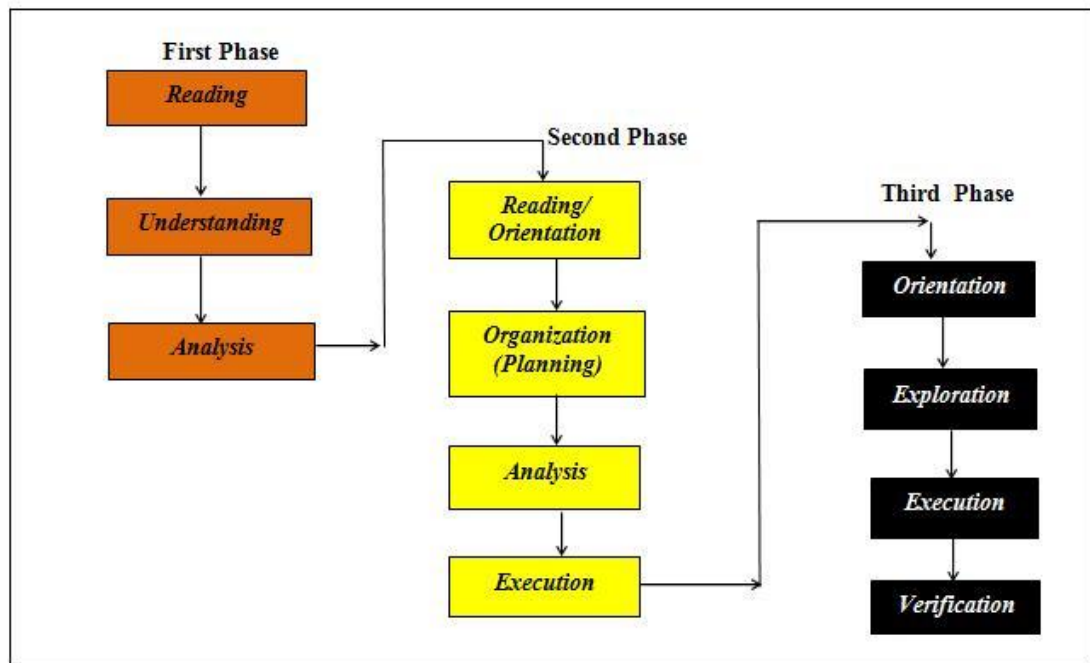 First Phase
Reading
Understanding
Analysis
Second Phase
Reading/
Orientation
Organization
(Planning)
Analysis
Execution
Third Phase
Orientation
Exploration
Execution
Verification